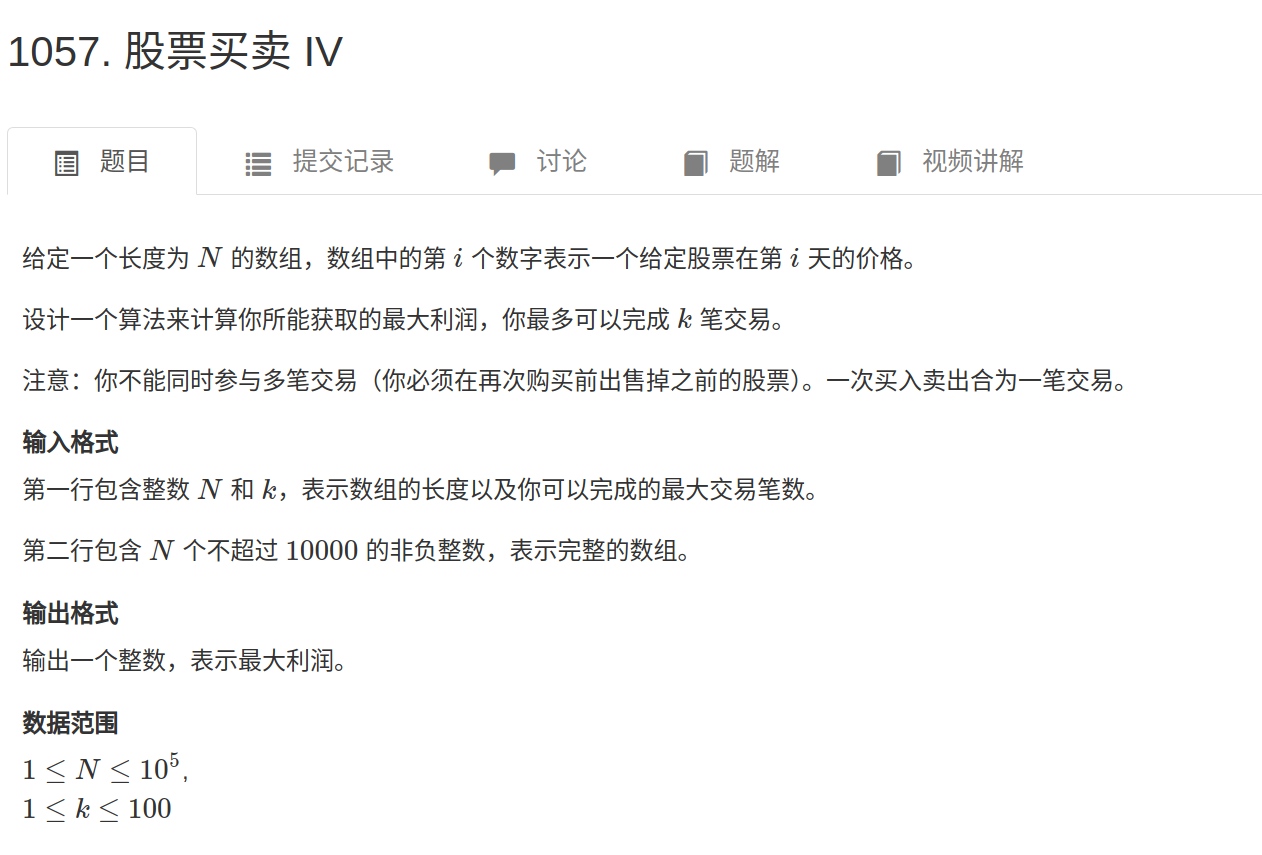 1057. 股票买卖 IV
题目 提交记录 讨论 题解 视频讲解
给定一个长度为 N 的数组，数组中的第 i 个数字表示一个给定股票在第 i 天的价格。
设计一个算法来计算你所能获取的最大利润，你最多可以完成 k 笔交易。
注意：你不能同时参与多笔交易（你必须在再次购买前出售掉之前的股票）。一次买入卖出合为一笔交易。
输入格式
第一行包含整数 N 和 k，表示数组的长度以及你可以完成的最大交易笔数。
第二行包含 N 个不超过 10000 的非负整数，表示完整的数组。
输出格式
输出一个整数，表示最大利润。
数据范围
1 ≤ N ≤ 10⁵,
1 ≤ k ≤ 100